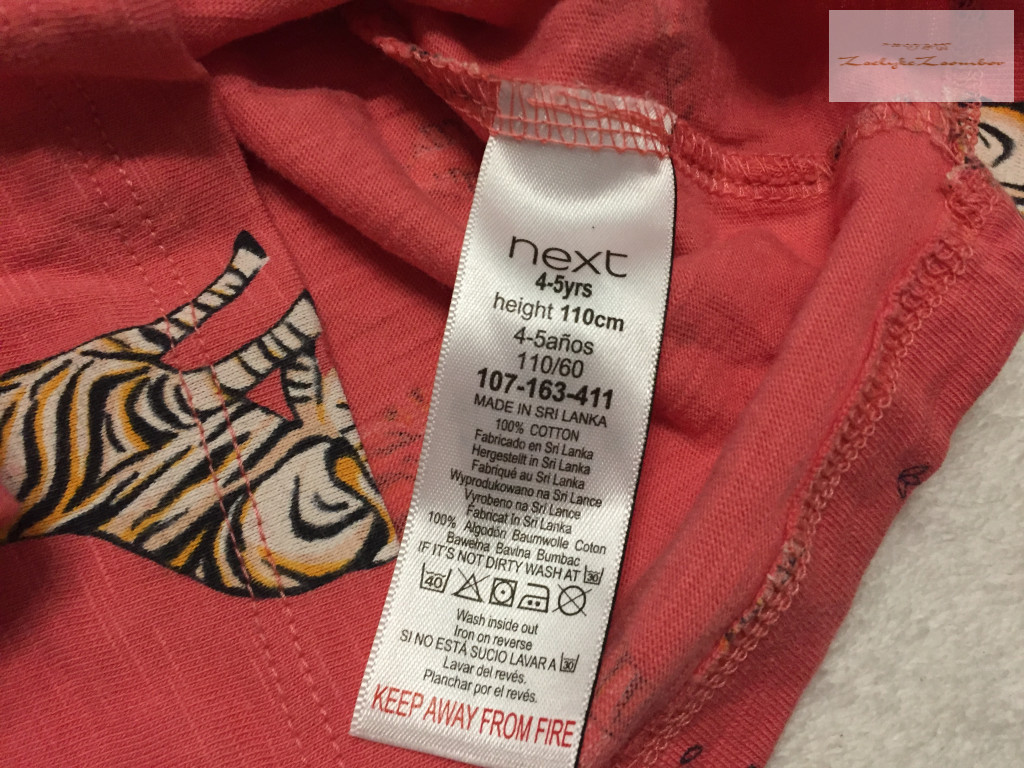 next
4-5yrs
height 110cm
4-5años
110/60
107-163-411
MADE IN SRI LANKA
100% COTTON
Fabricado en Sri Lanka
Hergestellt in Sri Lanka
Fabriqué au Sri Lanka
Wyprodukowano na Sri Lance
Vyrobeno na Sri Lance
Fabricat în Sri Lanka
100% Algodón Baumwolle Coton
Bawełna Bavlna Bumbac
IF IT'S NOT DIRTY WASH AT 30
40
Wash inside out
Iron on reverse
SI NO ESTÁ SUCIO LAVAR A 30
Lavar del revés.
Planchar por el revés.
KEEP AWAY FROM FIRE